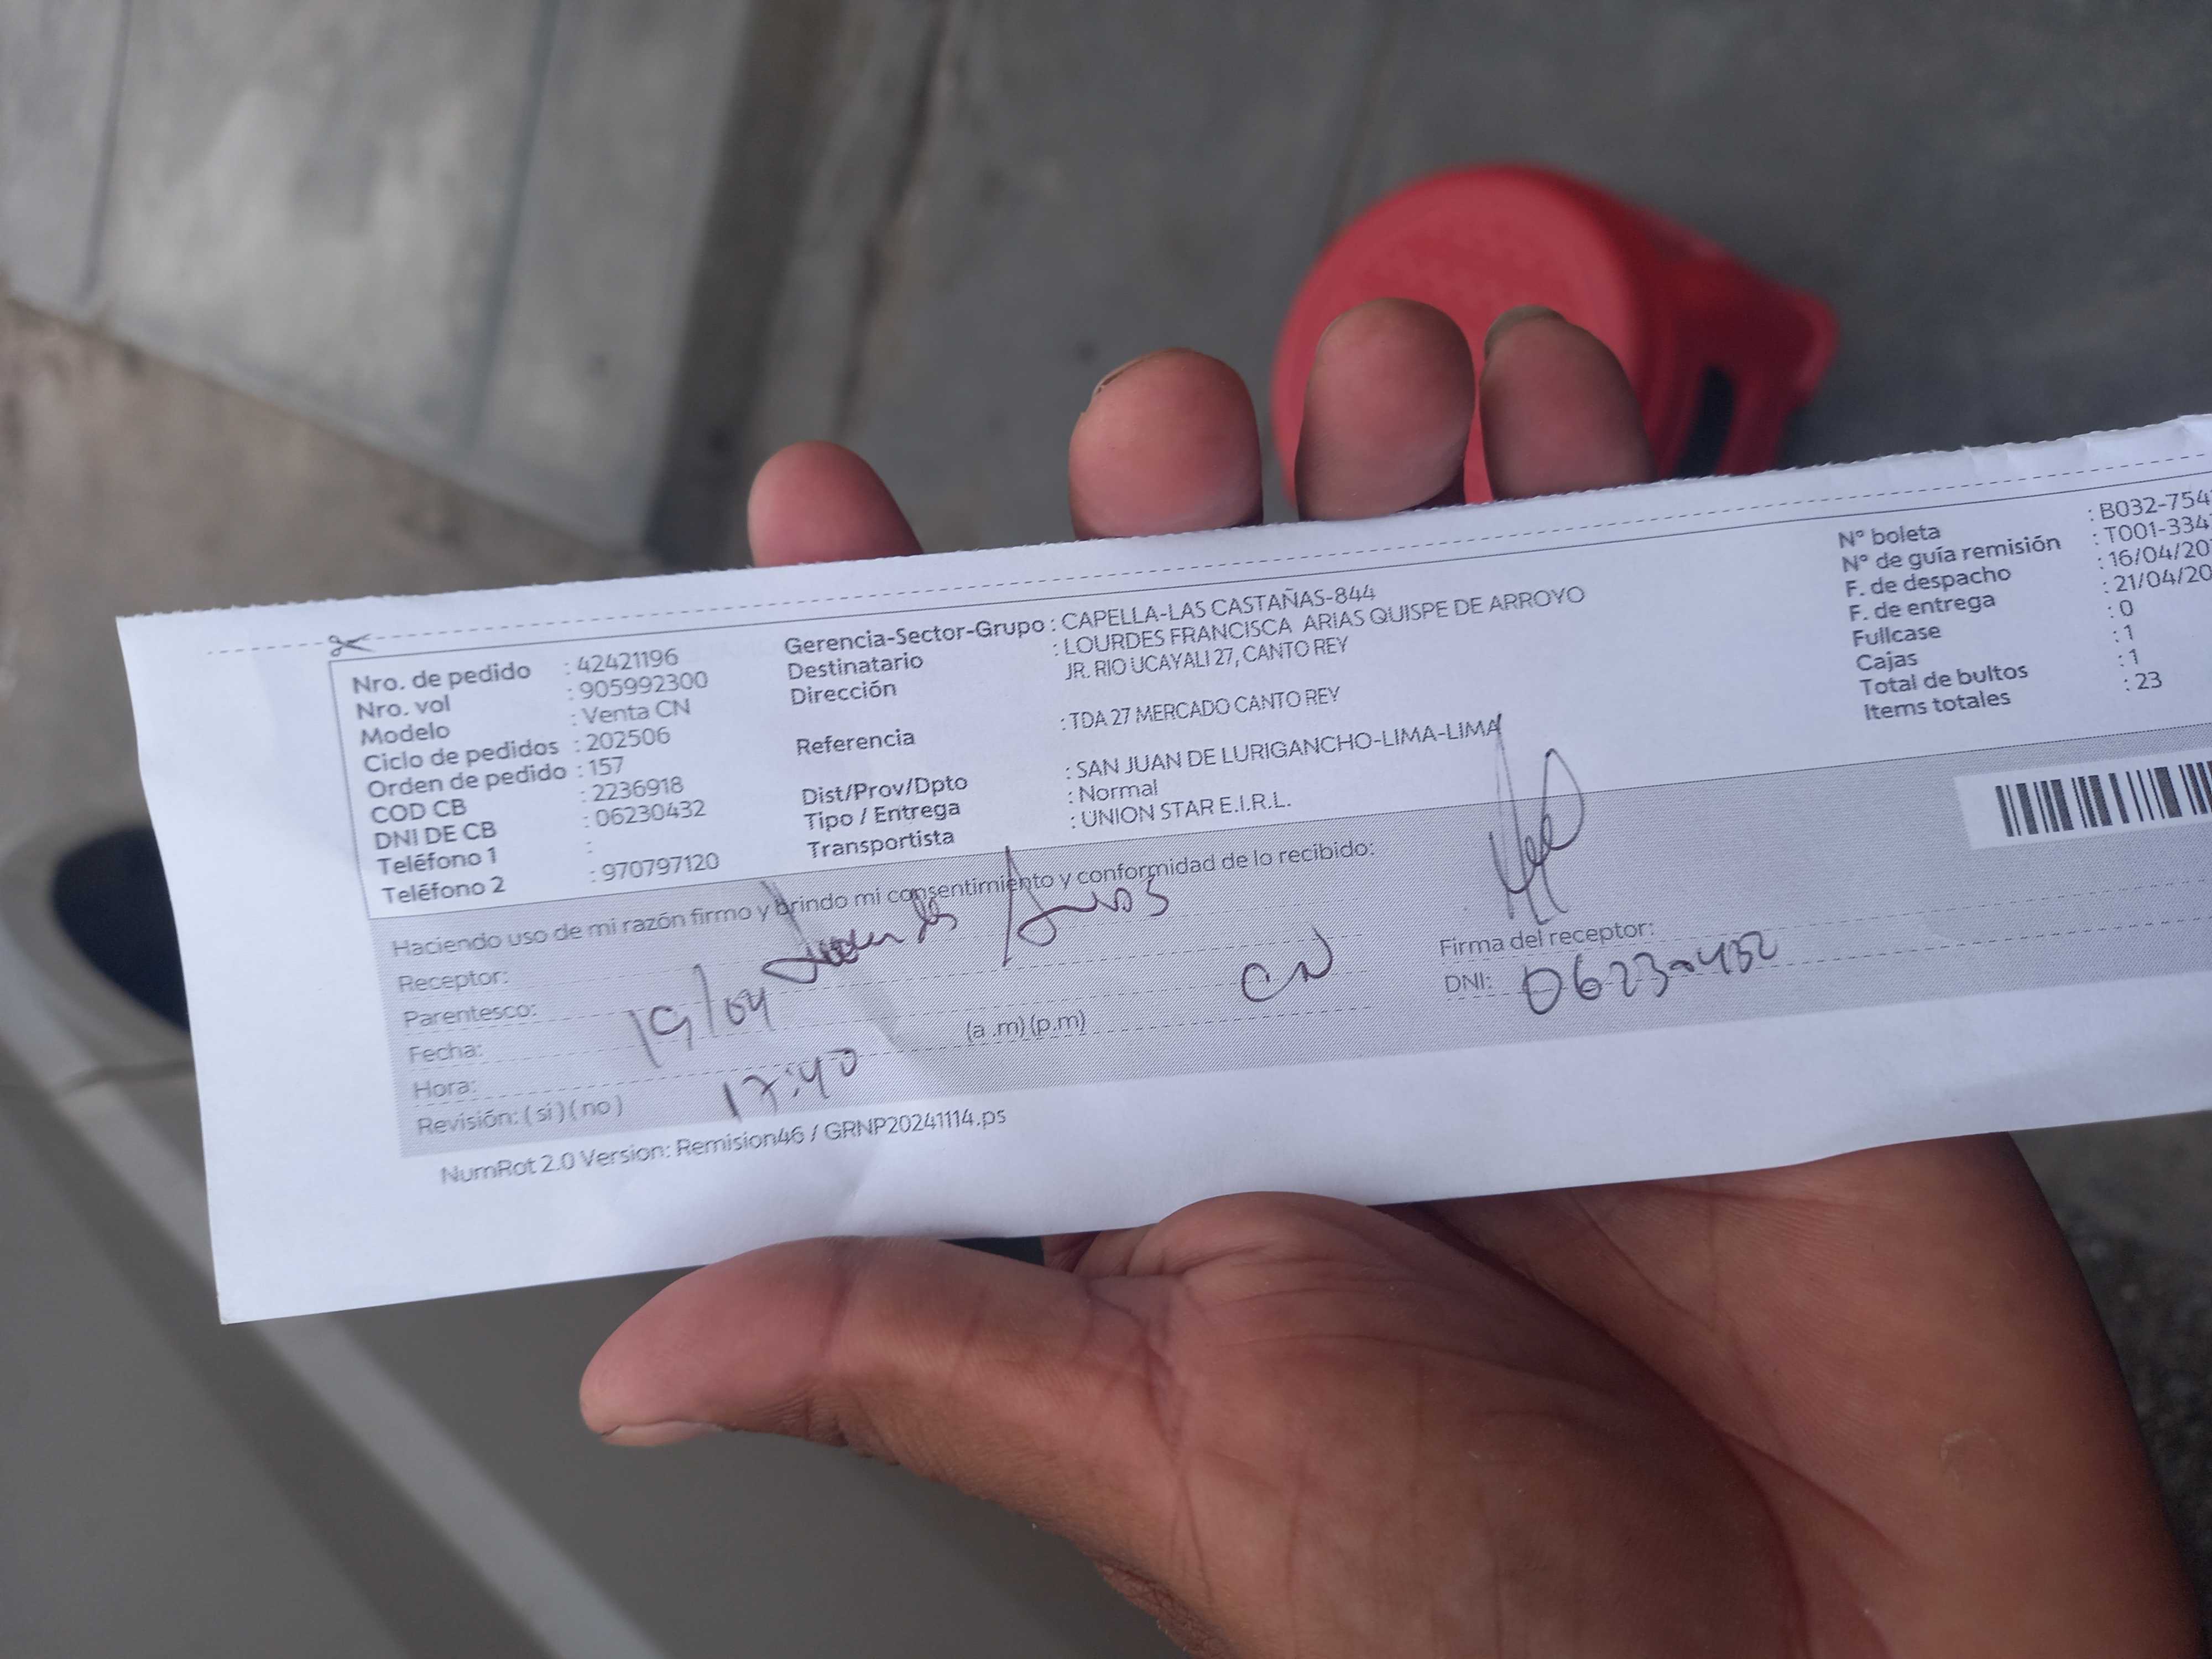 Nro. de pedido : 42421196
Nro. vol : 905992300
Modelo : Venta CN
Ciclo de pedidos : 202506
Orden de pedido : 157
COD CB : 2236918
DNI DE CB : 06230432
Teléfono 1 :
Teléfono 2 : 970797120
Gerencia-Sector-Grupo : CAPELLA-LAS CASTAÑAS-844
Destinatario : LOURDES FRANCISCA ARIAS QUISPE DE ARROYO
Dirección JR. RIO UCAYALI 27, CANTO REY
Referencia : TDA 27 MERCADO CANTO REY
Dist/Prov/Dpto : SAN JUAN DE LURIGANCHO-LIMA-LIMA
Tipo / Entrega : Normal
Transportista : UNION STAR E.I.R.L.
N° boleta : B032-754
N° de guía remisión : T001-334
F. de despacho : 16/04/20
F. de entrega : 21/04/20
Fullcase : 0
Cajas : 1
Total de bultos : 1
Items totales : 23
Haciendo uso de mi razón firmo y brindo mi consentimiento y conformidad de lo recibido:
Receptor: Lourdes Arias
Parentesco: CN
Fecha: 19/04
Hora: 17:40 (a .m) (p.m)
Revisión: ( si ) ( no )
Firma del receptor:
DNI: 06230432
NumRot 2.0 Version: Remision46 / GRNP20241114.ps